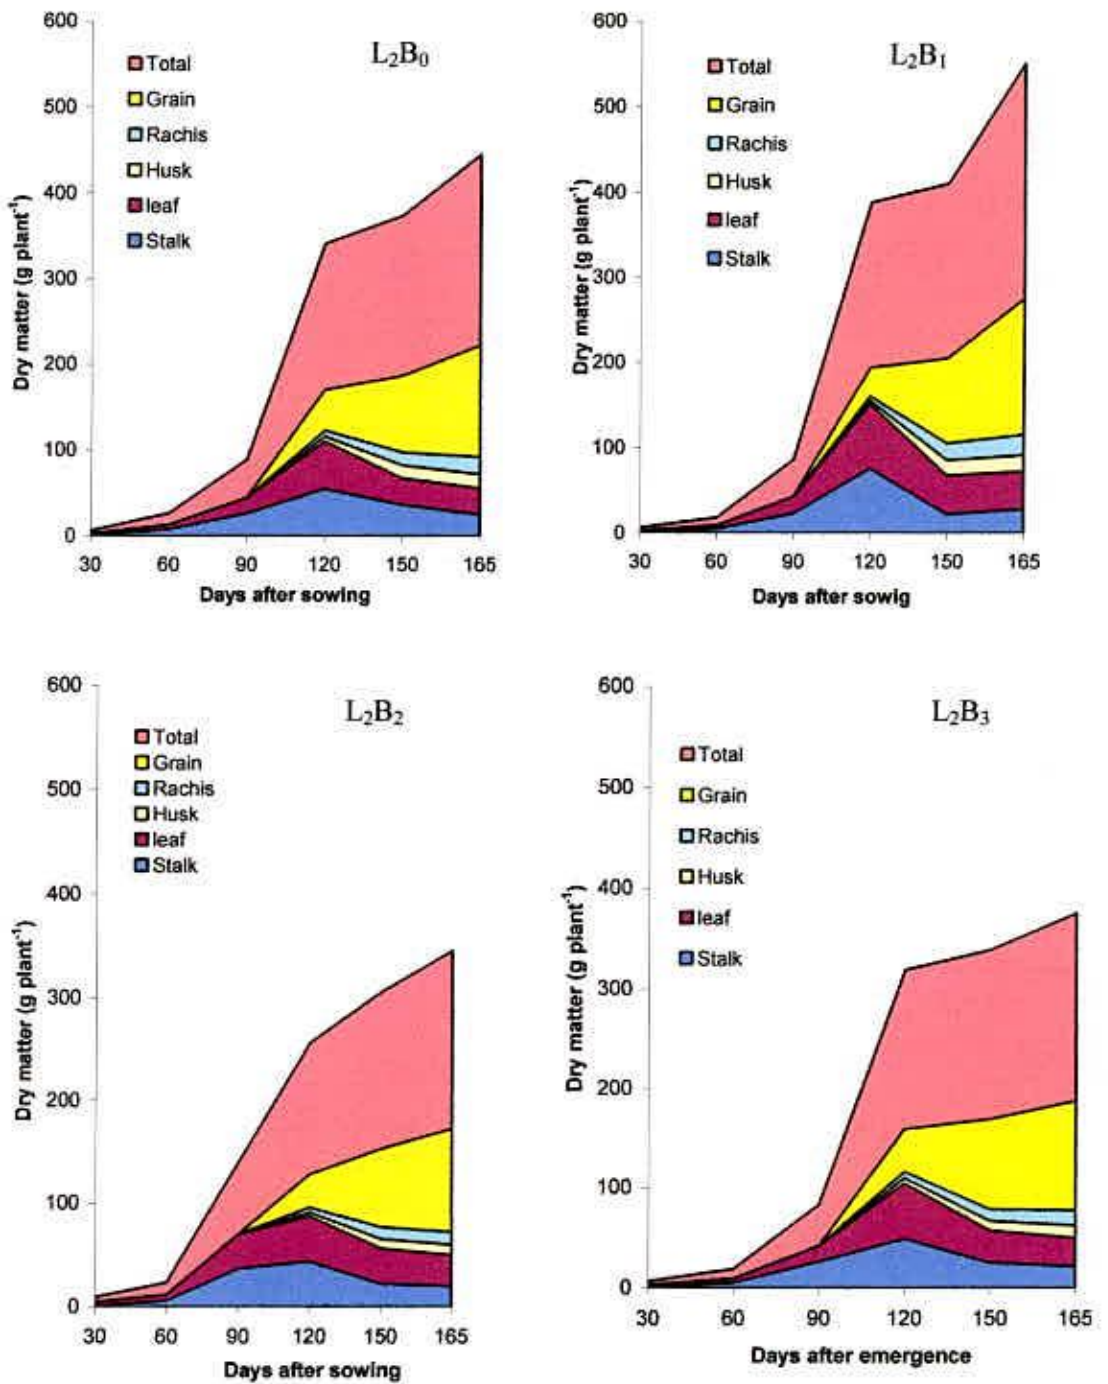 L₂B₀
Total
Grain
Rachis
Husk
leaf
Stalk
Dry matter (g plant⁻¹)
600
500
400
300
200
100
0
30 60 90 120 150 165
Days after sowing
L₂B₁
Total
Grain
Rachis
Husk
leaf
Stalk
Dry matter (g plant⁻¹)
600
500
400
300
200
100
0
30 60 90 120 150 165
Days after sowig
L₂B₂
Total
Grain
Rachis
Husk
leaf
Stalk
Dry matter (g plant⁻¹)
600
500
400
300
200
100
0
30 60 90 120 150 165
Days after sowing
L₂B₃
Total
Grain
Rachis
Husk
leaf
Stalk
Dry matter (g plant⁻¹)
600
500
400
300
200
100
0
30 60 90 120 150 165
Days after emergence